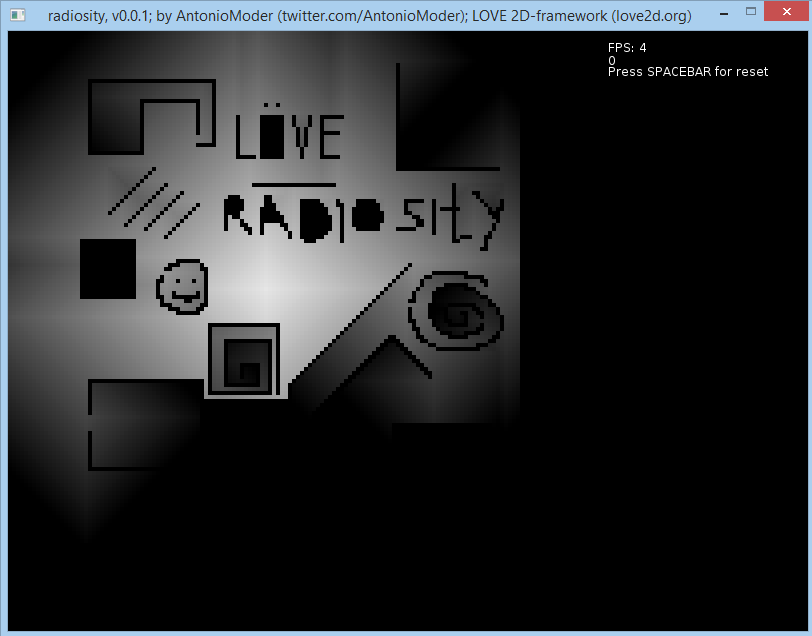 radiosity, v0.0.1; by AntonioModer (twitter.com/AntonioModer); LOVE 2D-framework (love2d.org)
FPS: 4
0
Press SPACEBAR for reset
LÖVE
RADIOSITY